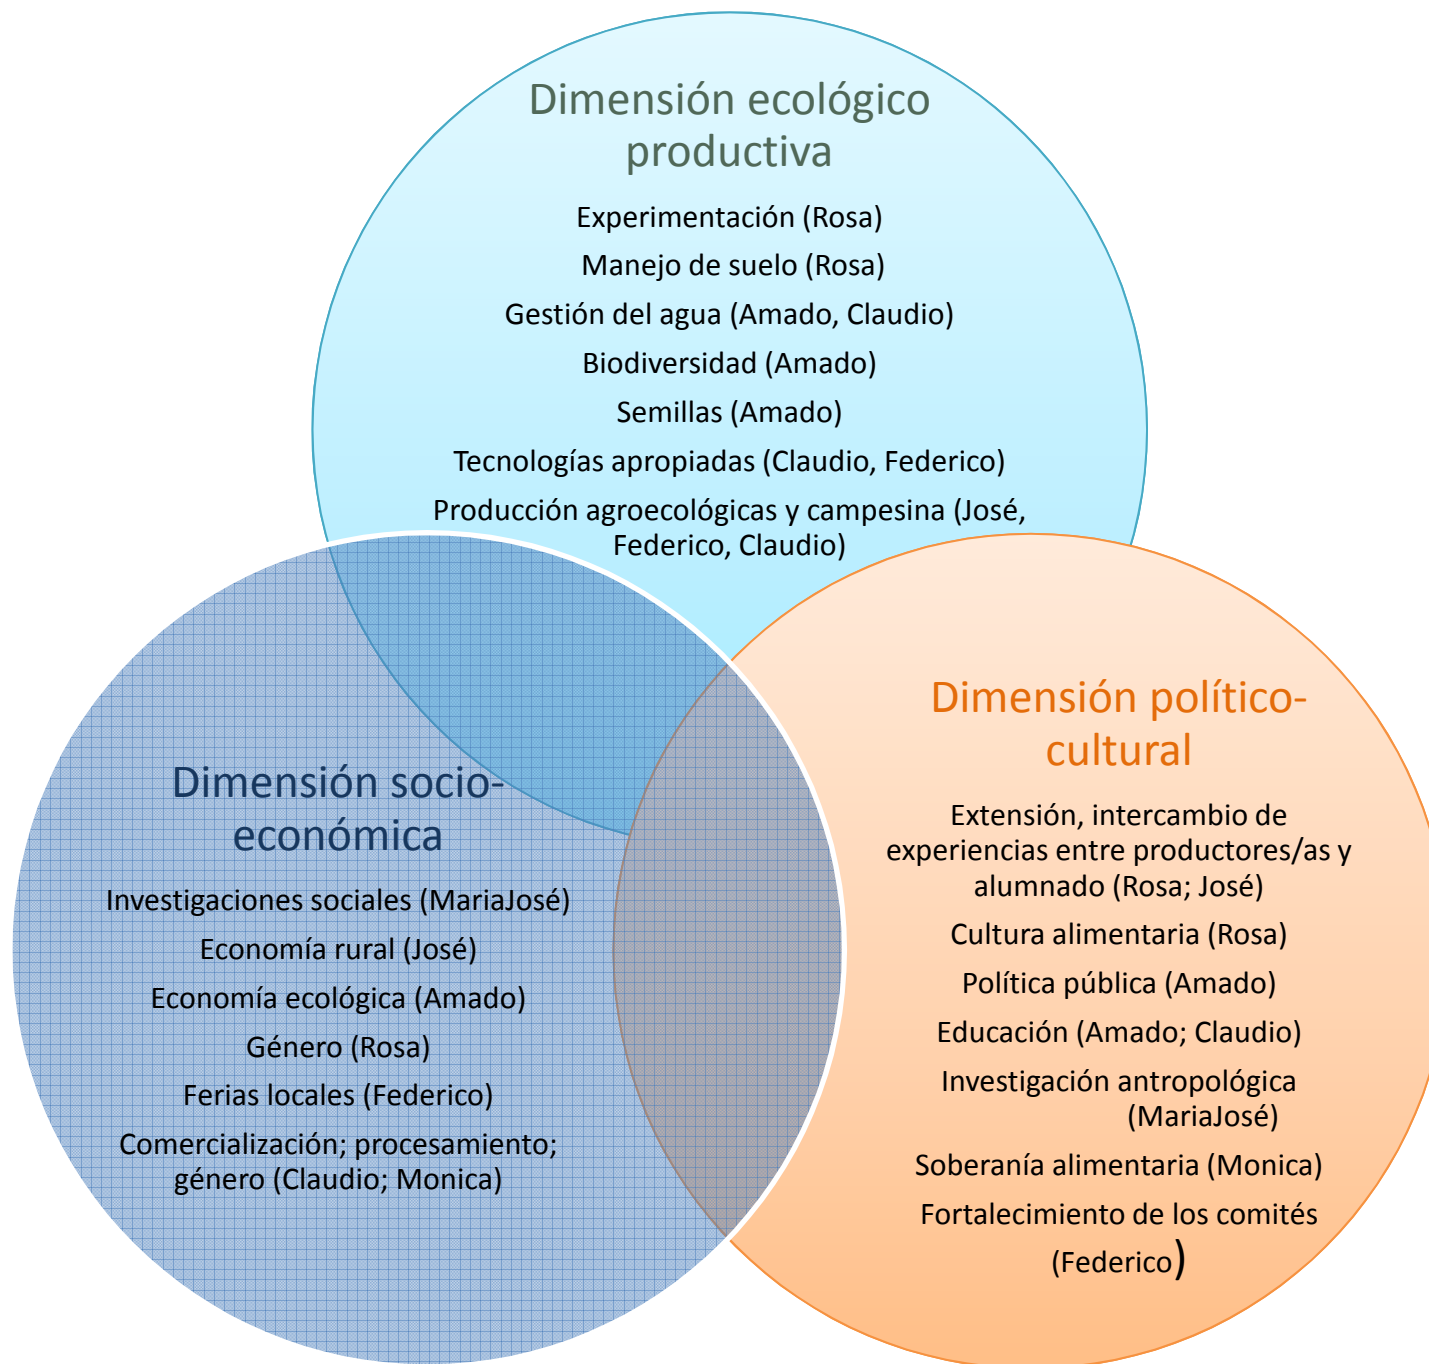 Dimensión ecológico
productiva
Experimentación (Rosa)
Manejo de suelo (Rosa)
Gestión del agua (Amado, Claudio)
Biodiversidad (Amado)
Semillas (Amado)
Tecnologías apropiadas (Claudio, Federico)
Producción agroecológicas y campesina (José,
Federico, Claudio)
Dimensión político-
cultural
Extensión, intercambio de
experiencias entre productores/as y
alumnado (Rosa; José)
Cultura alimentaria (Rosa)
Política pública (Amado)
Educación (Amado; Claudio)
Investigación antropológica
(MariaJosé)
Soberanía alimentaria (Monica)
Fortalecimiento de los comités
(Federico)
Dimensión socio-
económica
Investigaciones sociales (MariaJosé)
Economía rural (José)
Economía ecológica (Amado)
Género (Rosa)
Ferias locales (Federico)
Comercialización; procesamiento;
género (Claudio; Monica)